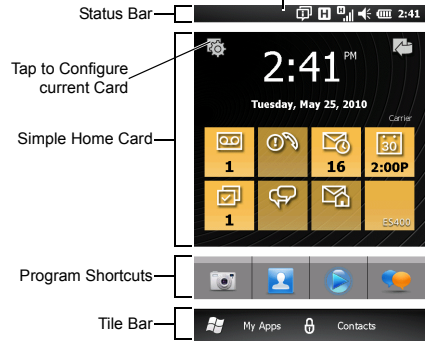 Status Bar
H H 2:41
Tap to Configure
current Card
2:41 PM
Tuesday, May 25, 2010
Carrier
Simple Home Card
30
1 16 2:00P
1 ES400
Program Shortcuts
Tile Bar
My Apps Contacts